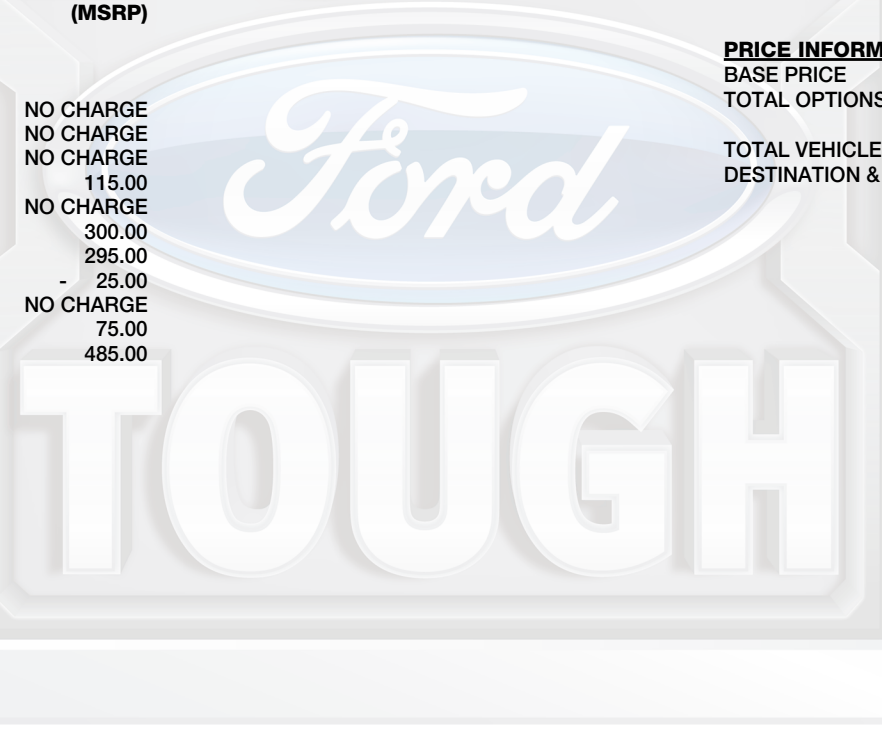 (MSRP)
NO CHARGE
NO CHARGE
NO CHARGE
115.00
NO CHARGE
300.00
295.00
- 25.00
NO CHARGE
75.00
485.00
PRICE INFORM
BASE PRICE
TOTAL OPTIONS
TOTAL VEHICLE
DESTINATION &
Ford
TOUGH